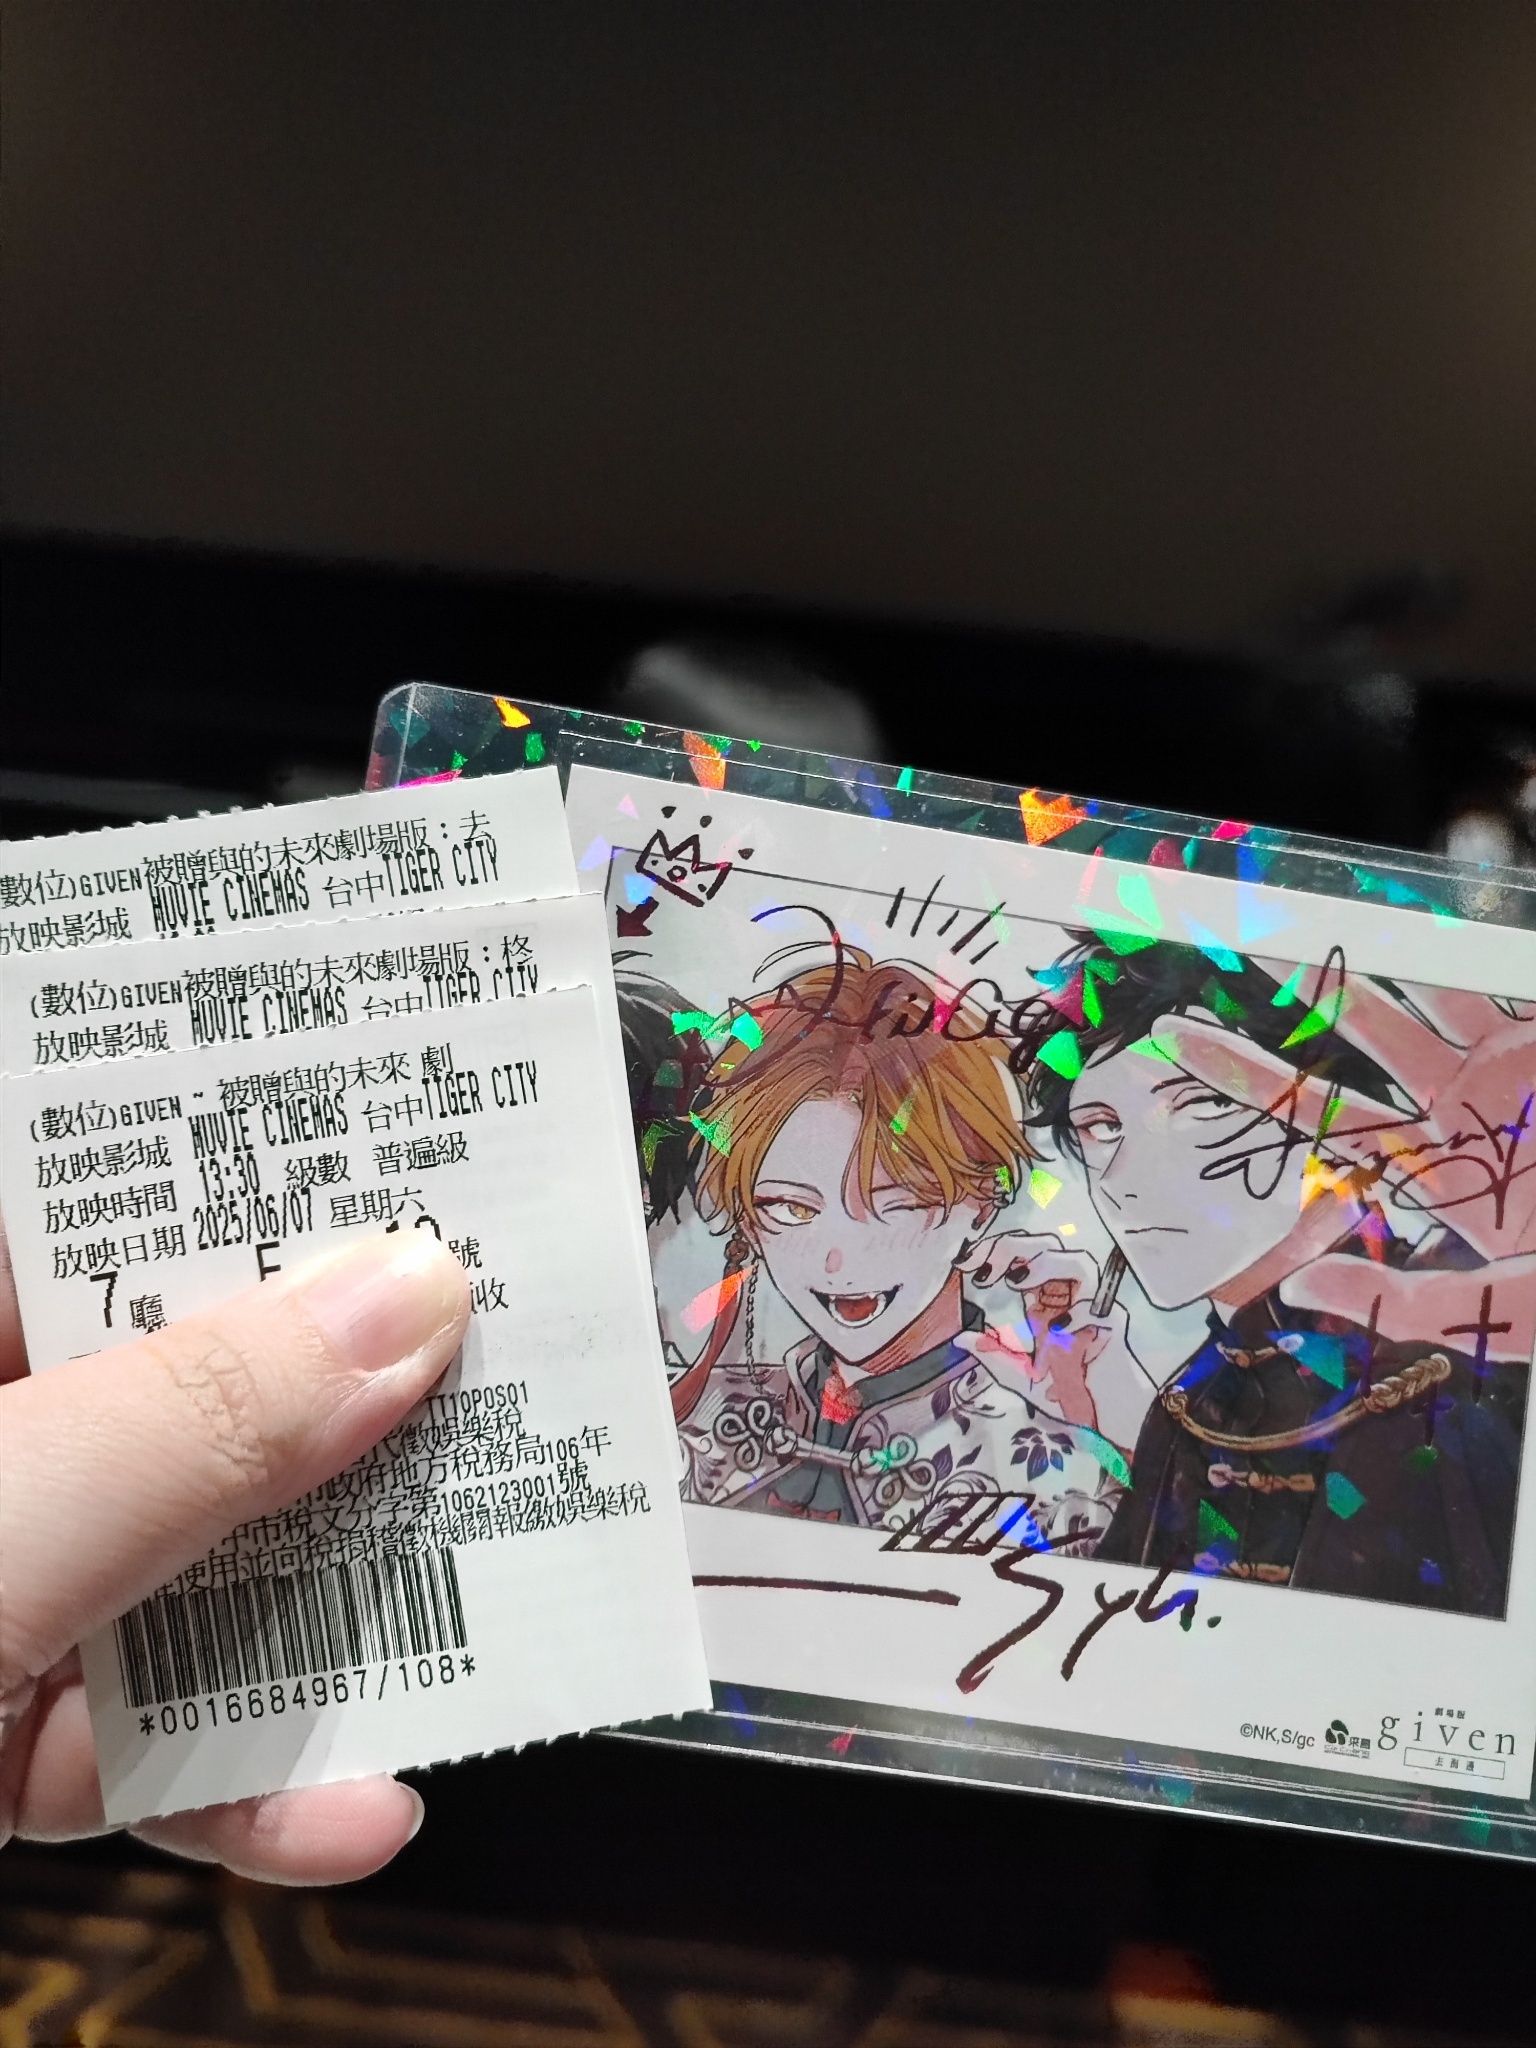 (數位)GIVEN被贈與的未來劇場版：去
放映影城 MUVIE CINEMAS 台中TIGER CITY
(數位)GIVEN被贈與的未來劇場版：柊
放映影城 MUVIE CINEMAS 台中TIGER CITY
(數位)GIVEN ~ 被贈與的未來 劇
放映影城 MUVIE CINEMAS 台中TIGER CITY
放映時間 13:30 級數 普遍級
放映日期 2025/06/07 星期六
7 廳 號
收
TT10POS01
代徵娛樂稅
市政府地方稅務局106年
中市稅文分字第1062123001號
使用並向稅捐稽徵機關報繳娛樂稅
*0016684967/108*
Syh.
©NK,S/gc 采昌
劇場版
given
去海邊